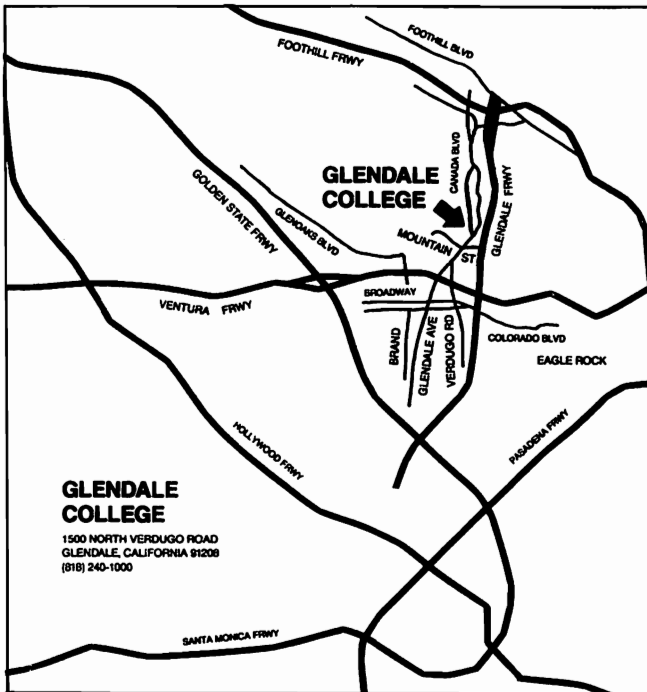 FOOTHILL BLVD
FOOTHILL FRWY
CANADA BLVD
GLENDALE
COLLEGE
GLENDALE FRWY
GOLDEN STATE FRWY
GLENOAKS BLVD
MOUNTAIN
ST
BROADWAY
VENTURA FRWY
BRAND
GLENDALE AVE
VERDUGO RD
COLORADO BLVD
EAGLE ROCK
HOLLYWOOD FRWY
PASADENA FRWY
GLENDALE
COLLEGE
1500 NORTH VERDUGO ROAD
GLENDALE, CALIFORNIA 91208
(818) 240-1000
SANTA MONICA FRWY